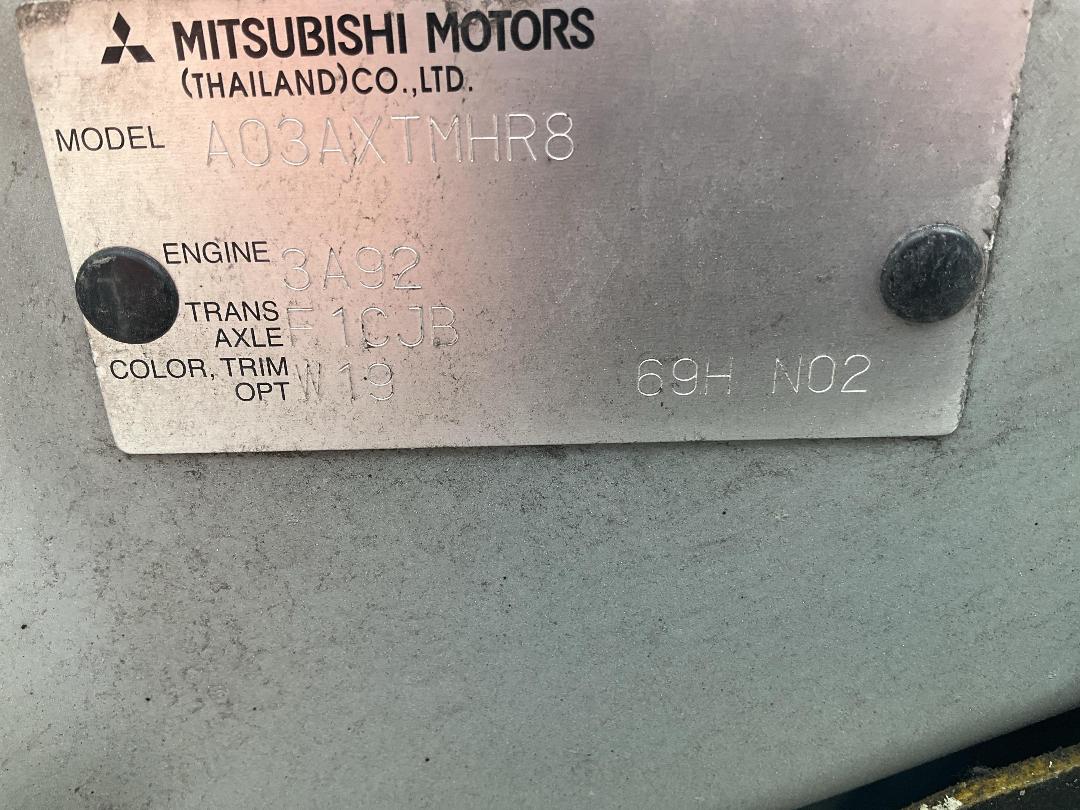 MITSUBISHI MOTORS
(THAILAND)CO.,LTD.
MODEL A03AXTMHR8
ENGINE 3A92
TRANS AXLE F1CJB
COLOR, TRIM OPT W19 69H N02